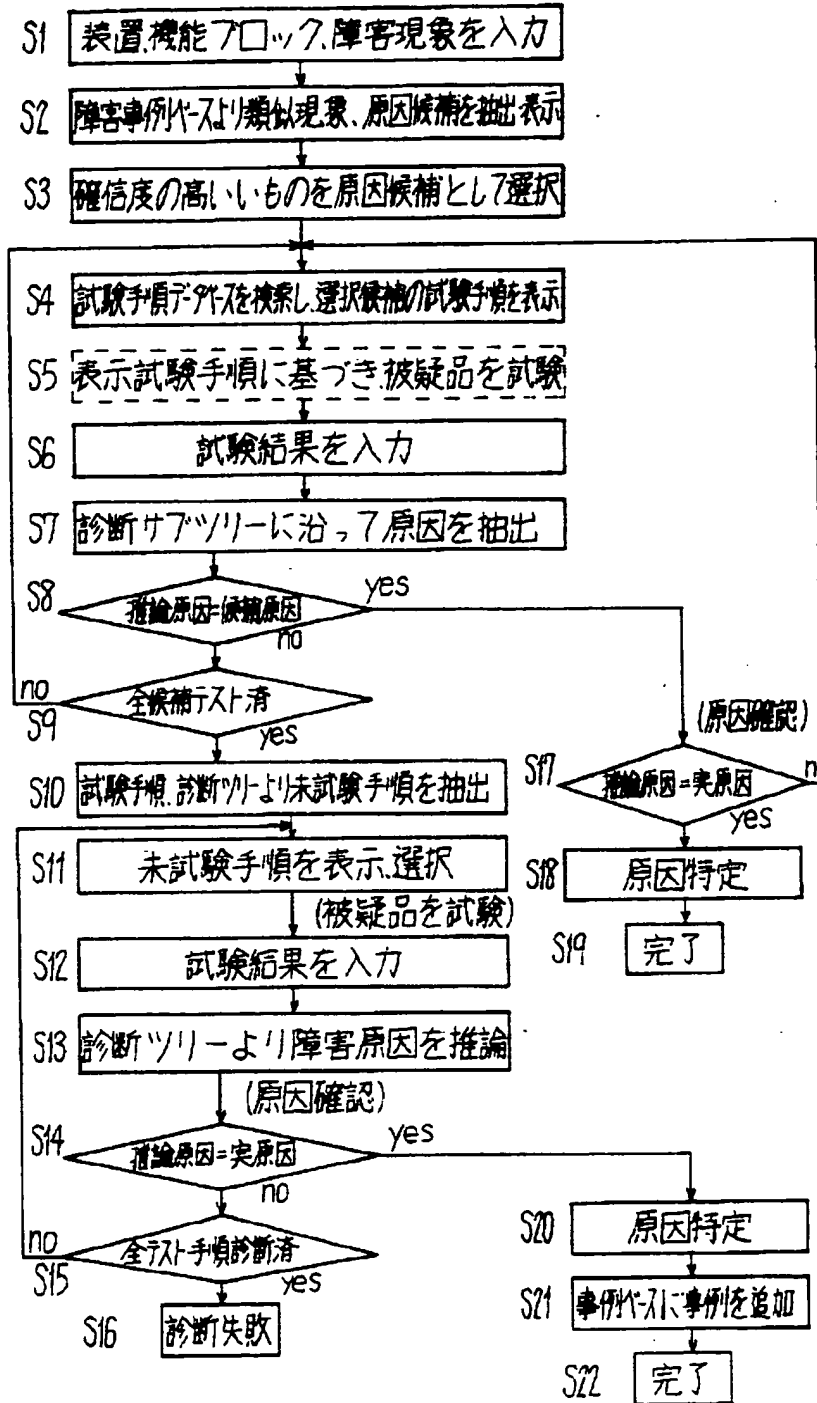 S1 装置、機能ブロック、障害現象を入力
S2 障害事例ベースより類似現象、原因候補を抽出表示
S3 確信度の高いいものを原因候補として選択
S4 試験手順データベースを検索し、選択候補の試験手順を表示
S5 表示試験手順に基づき、被疑品を試験
S6 試験結果を入力
S7 診断サブツリーに沿って原因を抽出
S8 推論原因=候補原因
yes
no
S9 全候補テスト済
no
yes
(原因確認)
S10 試験手順、診断ツリーより未試験手順を抽出
S17 推論原因=実原因
n
yes
S11 未試験手順を表示、選択
S18 原因特定
(被疑品を試験)
S12 試験結果を入力
S19 完了
S13 診断ツリーより障害原因を推論
(原因確認)
S14 推論原因=実原因
yes
no
S15 全テスト手順診断済
no
yes
S20 原因特定
S16 診断失敗
S21 事例ベースに事例を追加
S22 完了